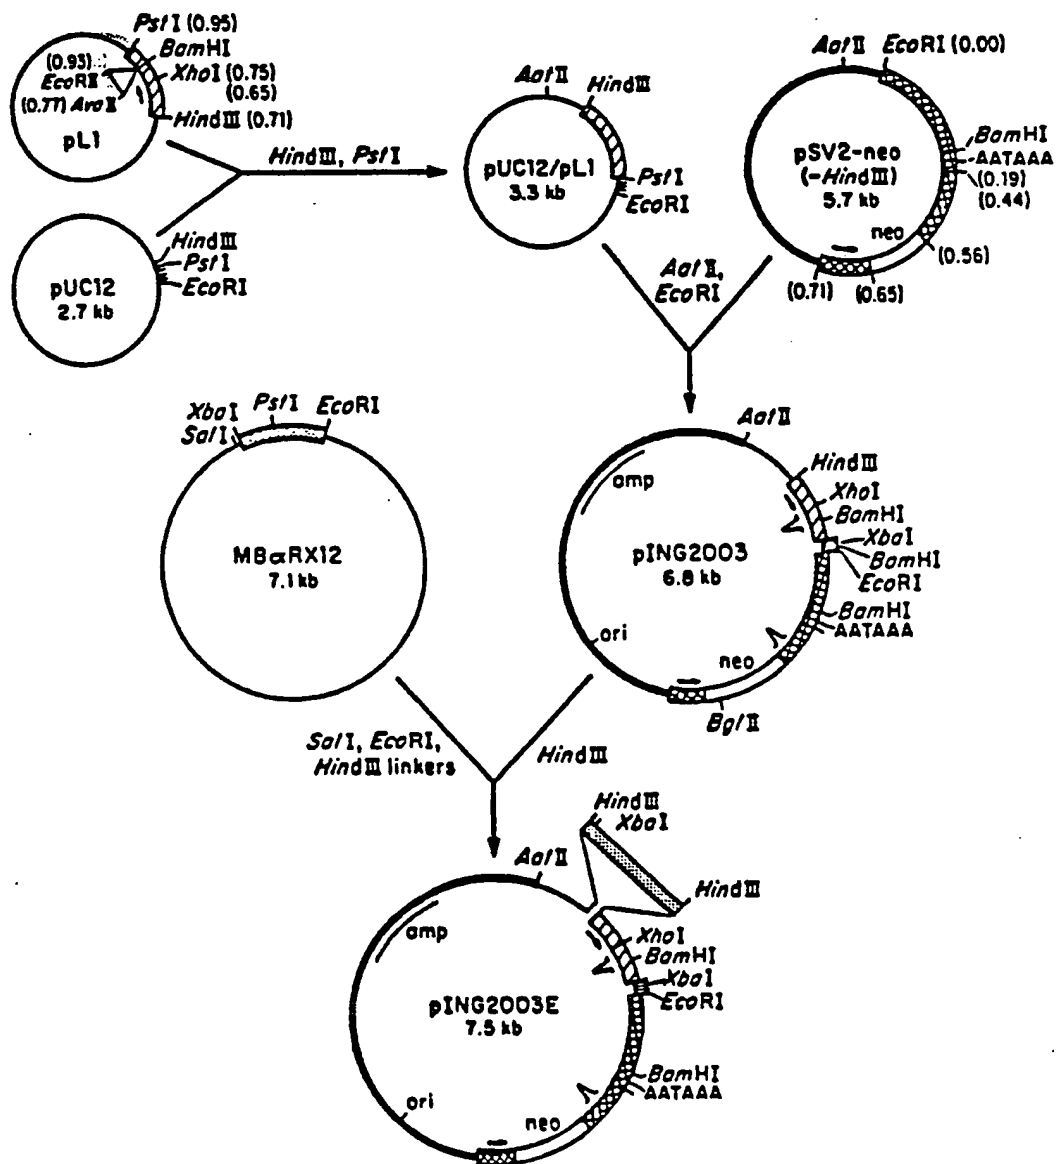 PstI (0.95)
BamHI
(0.93)
EcoRII
XhoI (0.75)
(0.65)
(0.77) AvaII
HindIII (0.71)
pL1
HindIII, PstI
HindIII
PstI
EcoRI
pUC12
2.7 kb
AatII
HindIII
pUC12/pL1
3.3 kb
PstI
EcoRI
AatII
EcoRI (0.00)
BamHI
AATAAA
(0.19)
(0.44)
pSV2-neo
(-HindIII)
5.7 kb
neo
(0.56)
(0.71)
(0.65)
AatII,
EcoRI
XbaI
PstI
EcoRI
SalI
M8αRX12
7.1 kb
AatII
HindIII
XhoI
BamHI
XbaI
BamHI
EcoRI
BamHI
AATAAA
amp
pING2003
6.8 kb
ori
neo
BglII
SalI, EcoRI,
HindIII linkers
HindIII
HindIII
XbaI
AatII
HindIII
XhoI
BamHI
XbaI
EcoRI
amp
pING2003E
7.5 kb
BamHI
AATAAA
ori
neo